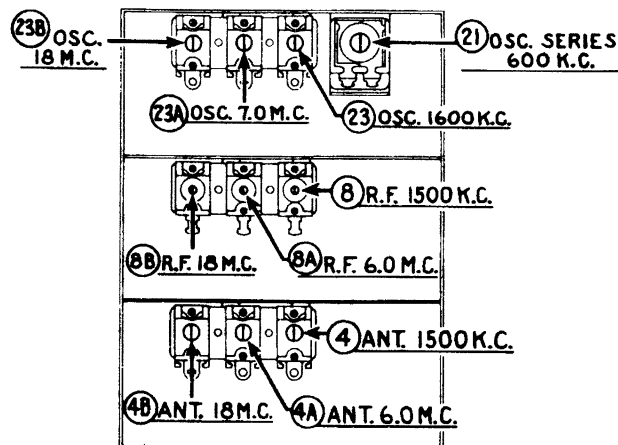 23B OSC.
18 M.C.
21 OSC. SERIES
600 K.C.
23A OSC. 7.0 M.C.
23 OSC. 1600 K.C.
8 R.F. 1500 K.C.
8B R.F. 18 M.C.
8A R.F. 6.0 M.C.
4 ANT. 1500 K.C.
4B ANT. 18 M.C.
4A ANT. 6.0 M.C.